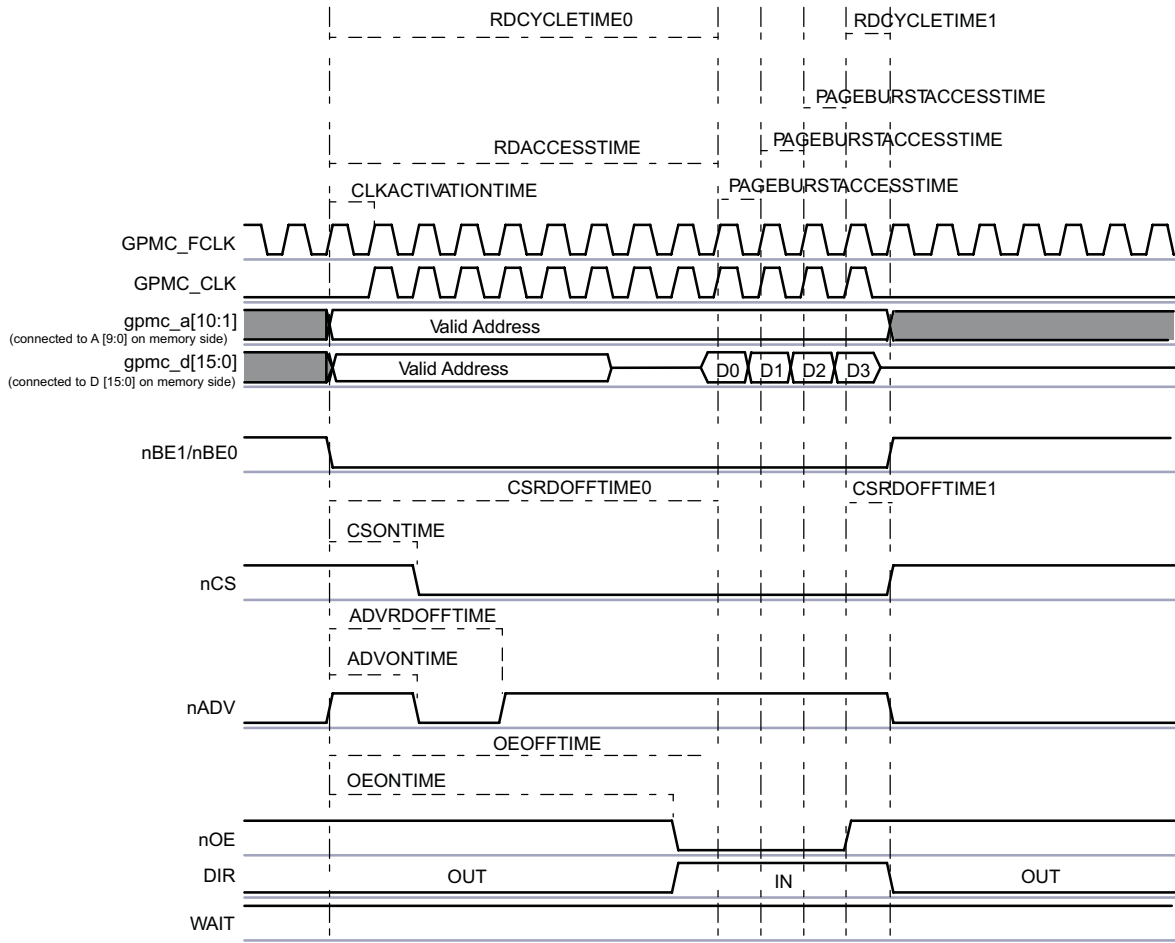 RDCYCLETIME0
RDCYCLETIME1
PAGEBURSTACCESSTIME
PAGEBURSTACCESSTIME
RDACCESSTIME
PAGEBURSTACCESSTIME
CLKACTIVATIONTIME
GPMC_FCLK
GPMC_CLK
gpmc_a[10:1]
(connected to A [9:0] on memory side)
Valid Address
gpmc_d[15:0]
(connected to D [15:0] on memory side)
Valid Address
D0
D1
D2
D3
nBE1/nBE0
CSRDOFFTIME0
CSRDOFFTIME1
CSONTIME
nCS
ADVRDOFFTIME
ADVONTIME
nADV
OEOFFTIME
OEONTIME
nOE
DIR
OUT
IN
OUT
WAIT